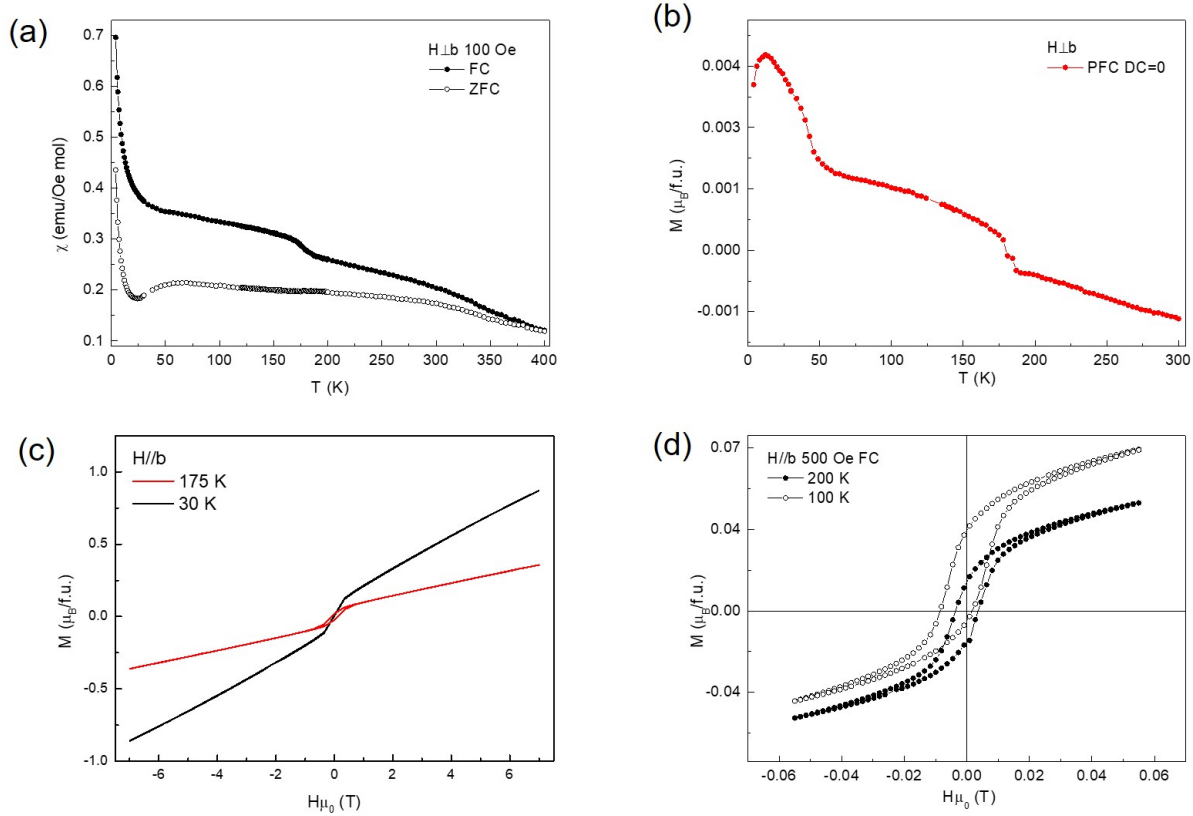 (a)
H⊥b 100 Oe
FC
ZFC
0.7
0.6
0.5
0.4
0.3
0.2
0.1
χ (emu/Oe mol)
0 50 100 150 200 250 300 350 400
T (K)
(b)
H⊥b
PFC DC=0
0.004
0.003
0.001
0.000
-0.001
M (μB/f.u.)
0 50 100 150 200 250 300
T (K)
(c)
H//b
175 K
30 K
1.0
0.5
0.0
-0.5
-1.0
M (μB/f.u.)
-6 -4 -2 0 2 4 6
Hμ0 (T)
(d)
H//b 500 Oe FC
200 K
100 K
0.07
0.04
0.00
-0.04
M (μB/f.u.)
-0.06 -0.04 -0.02 0.00 0.02 0.04 0.06
Hμ0 (T)